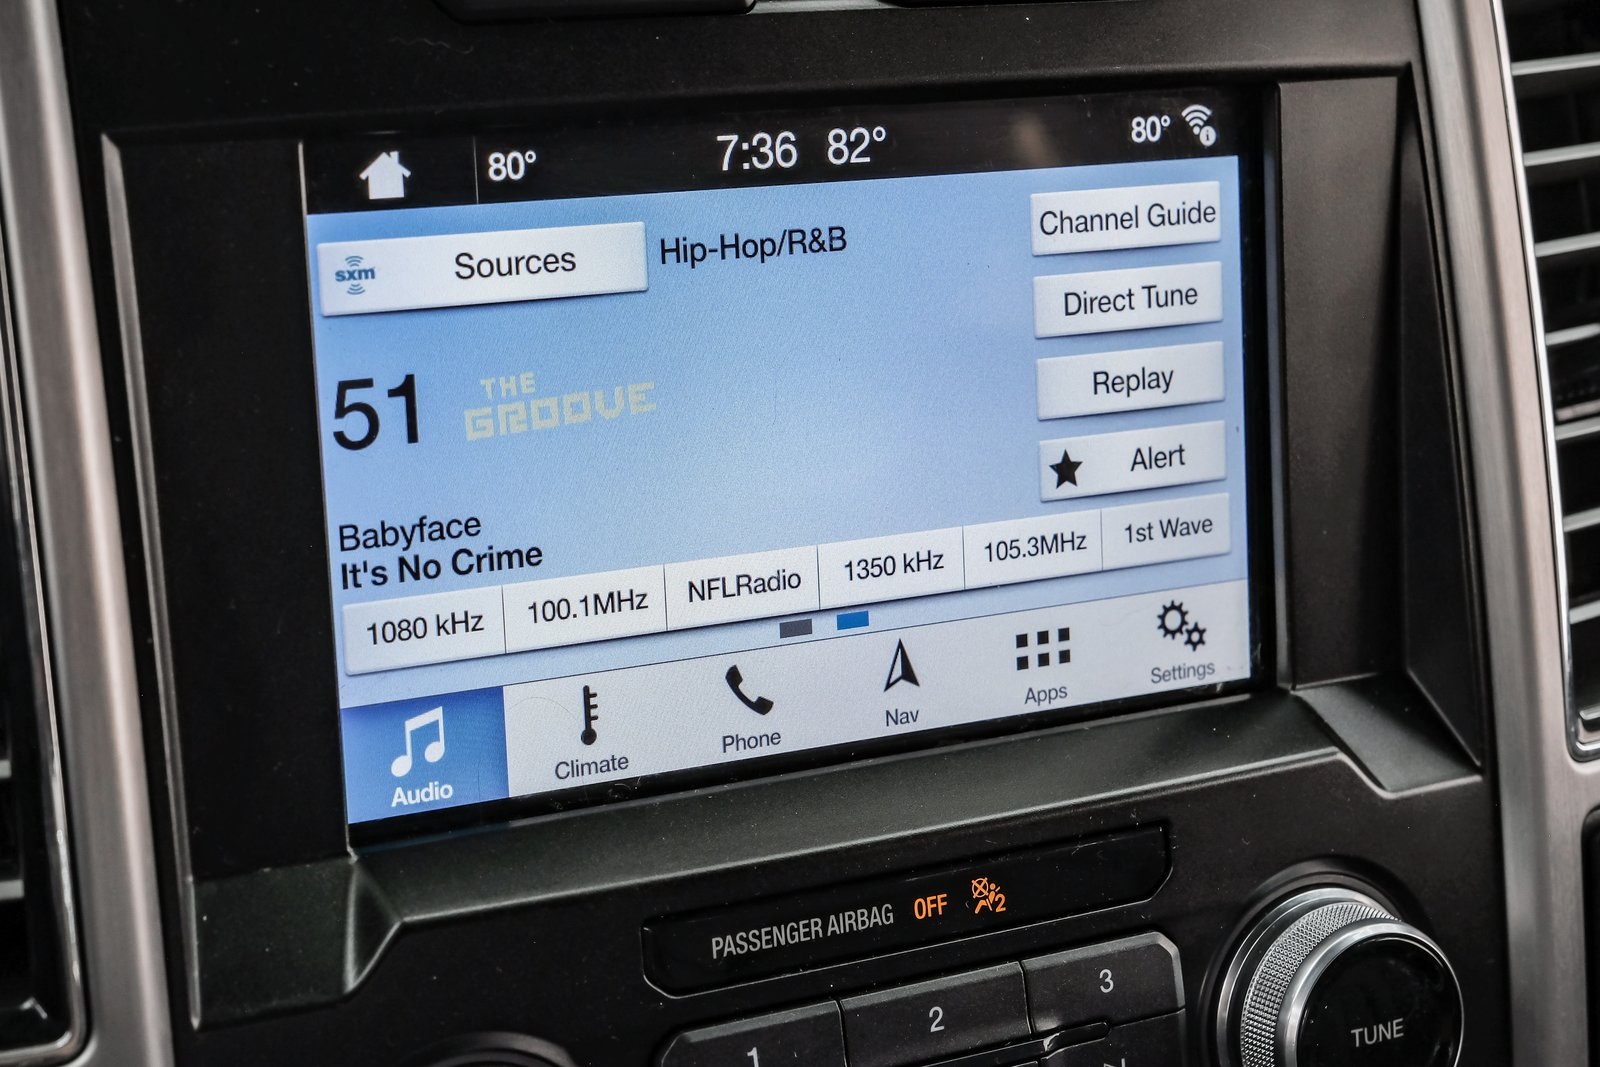 80° 7:36 82° 80°
sxm Sources Hip-Hop/R&B Channel Guide
Direct Tune
51 THE GROOVE Replay
Alert
Babyface
It's No Crime
1080 kHz 100.1MHz NFLRadio 1350 kHz 105.3MHz 1st Wave
Audio Climate Phone Nav Apps Settings
PASSENGER AIRBAG OFF 2
1 2 3
TUNE